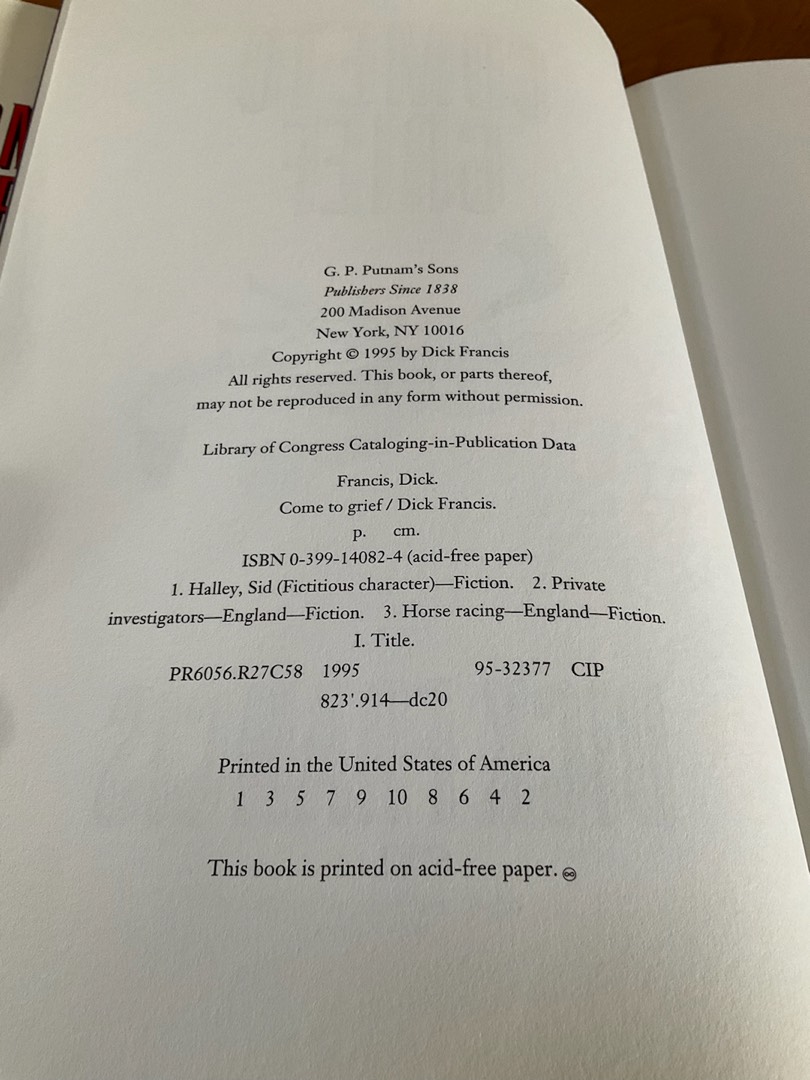 G. P. Putnam's Sons
Publishers Since 1838
200 Madison Avenue
New York, NY 10016
Copyright © 1995 by Dick Francis
All rights reserved. This book, or parts thereof,
may not be reproduced in any form without permission.
Library of Congress Cataloging-in-Publication Data
Francis, Dick.
Come to grief / Dick Francis.
p. cm.
ISBN 0-399-14082-4 (acid-free paper)
1. Halley, Sid (Fictitious character)—Fiction. 2. Private
investigators—England—Fiction. 3. Horse racing—England—Fiction.
I. Title.
PR6056.R27C58 1995 95-32377 CIP
823'.914—dc20
Printed in the United States of America
1 3 5 7 9 10 8 6 4 2
This book is printed on acid-free paper. ♾